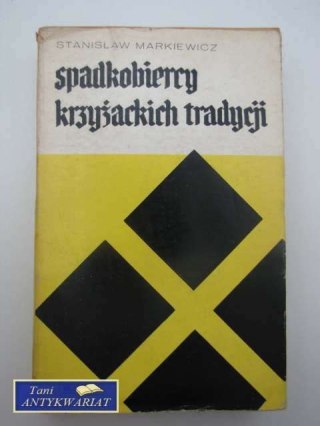 STANISŁAW MARKIEWICZ
spadkobiercy
krzyżackich tradycji
Tani
ANTYKWARIAT